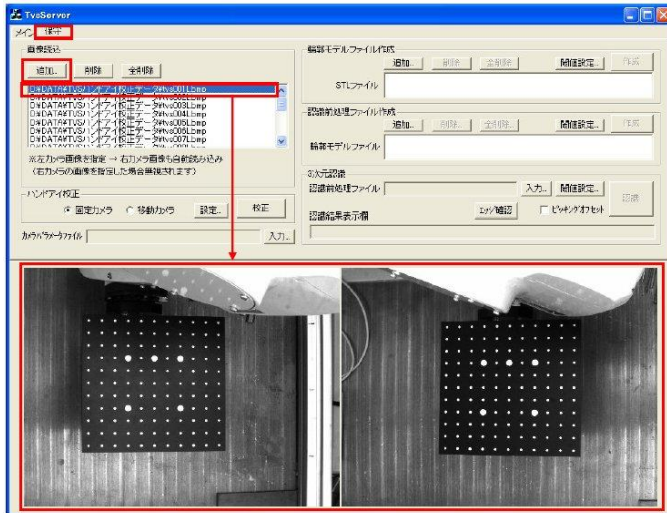 TvsServer
メイン 保守
画像読込
追加... 削除 全削除
D:¥DATA¥TVS¥ハンドアイ校正データ¥tvs001L.bmp
D:¥DATA¥TVS¥ハンドアイ校正データ¥tvs002L.bmp
D:¥DATA¥TVS¥ハンドアイ校正データ¥tvs003L.bmp
D:¥DATA¥TVS¥ハンドアイ校正データ¥tvs004L.bmp
D:¥DATA¥TVS¥ハンドアイ校正データ¥tvs005L.bmp
D:¥DATA¥TVS¥ハンドアイ校正データ¥tvs006L.bmp
D:¥DATA¥TVS¥ハンドアイ校正データ¥tvs007L.bmp
※左カメラ画像を指定 → 右カメラ画像も自動読み込み
(右カメラの画像を指定した場合無視されます)
ハンドアイ校正
固定カメラ 移動カメラ 設定... 校正
カメラパラメータファイル 入力...
輪郭モデルファイル作成
追加... 削除 全削除 閾値設定... 作成
STLファイル
認識前処理ファイル作成
追加... 削除... 全削除... 閾値設定... 作成
輪郭モデルファイル
3次元認識
認識前処理ファイル 入力... 閾値設定... 認識
エッジ確認 ピッキングオフセット
認識結果表示欄